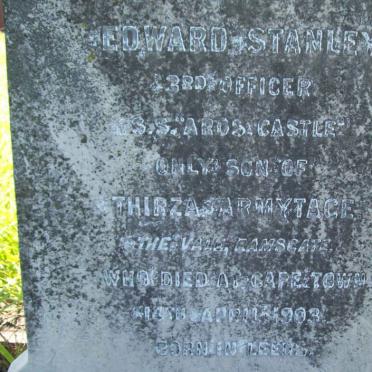 EDWARD STANLEY
3RD OFFICER
S.S. "AROS CASTLE"
ONLY SON OF
THIRZA S. ARMYTAGE
THE VALE, RAMSGATE.
WHO DIED AT CAPE TOWN
14TH APRIL 1903.
BORN IN LEEDS.